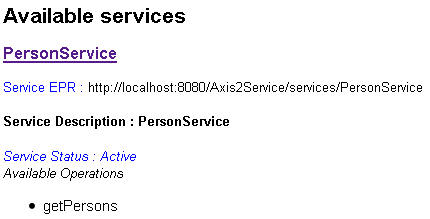 Available services
PersonService
Service EPR : http://localhost:8080/Axis2Service/services/PersonService
Service Description : PersonService
Service Status : Active
Available Operations
getPersons